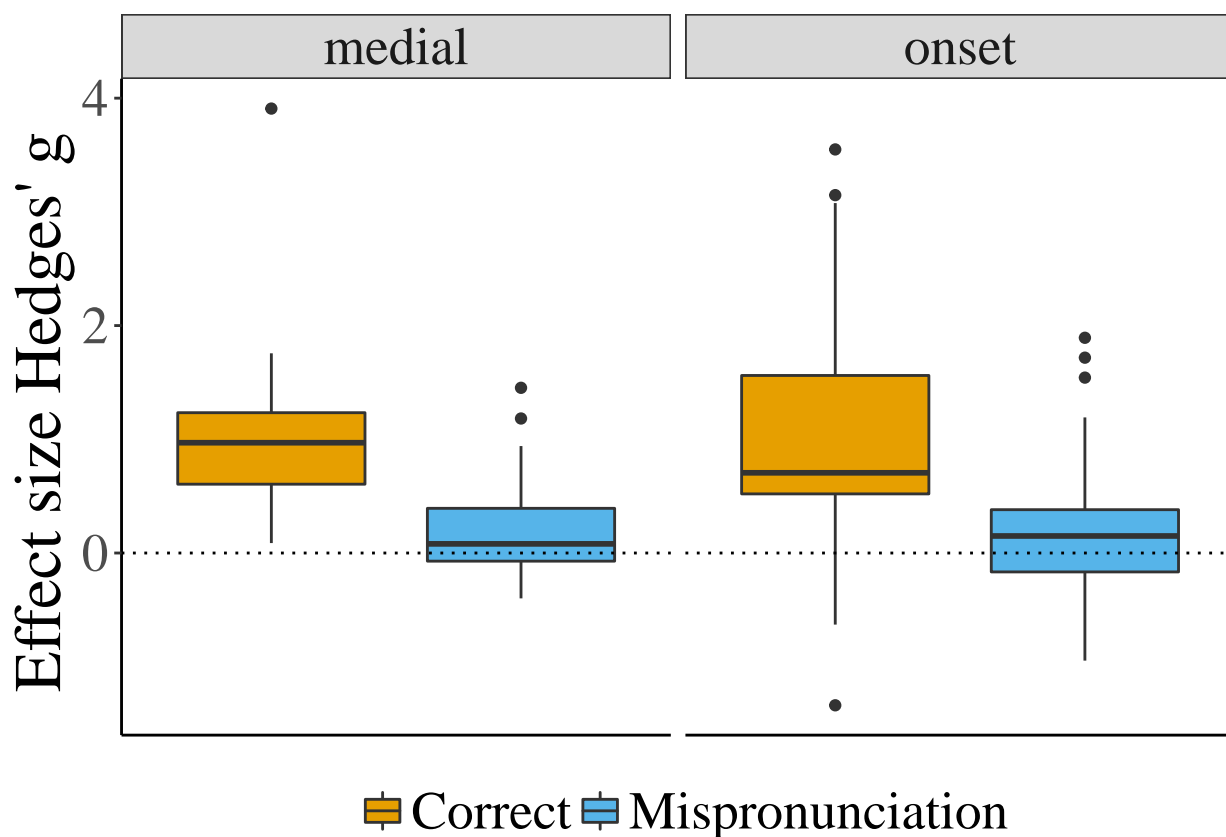 medial
onset
Effect size Hedges' g
4
2
0
Correct
Mispronunciation